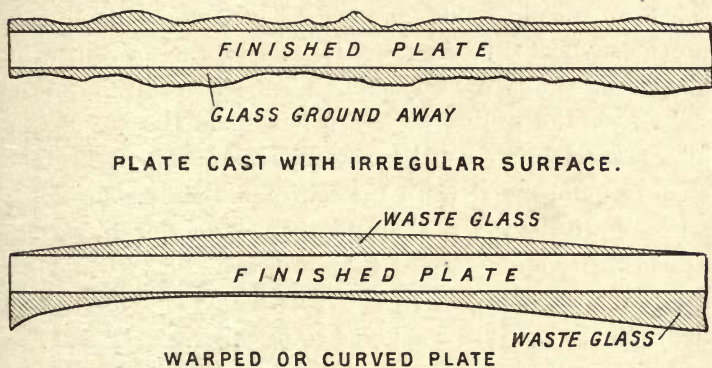 FINISHED PLATE
GLASS GROUND AWAY
PLATE CAST WITH IRREGULAR SURFACE.
WASTE GLASS
FINISHED PLATE
WASTE GLASS
WARPED OR CURVED PLATE